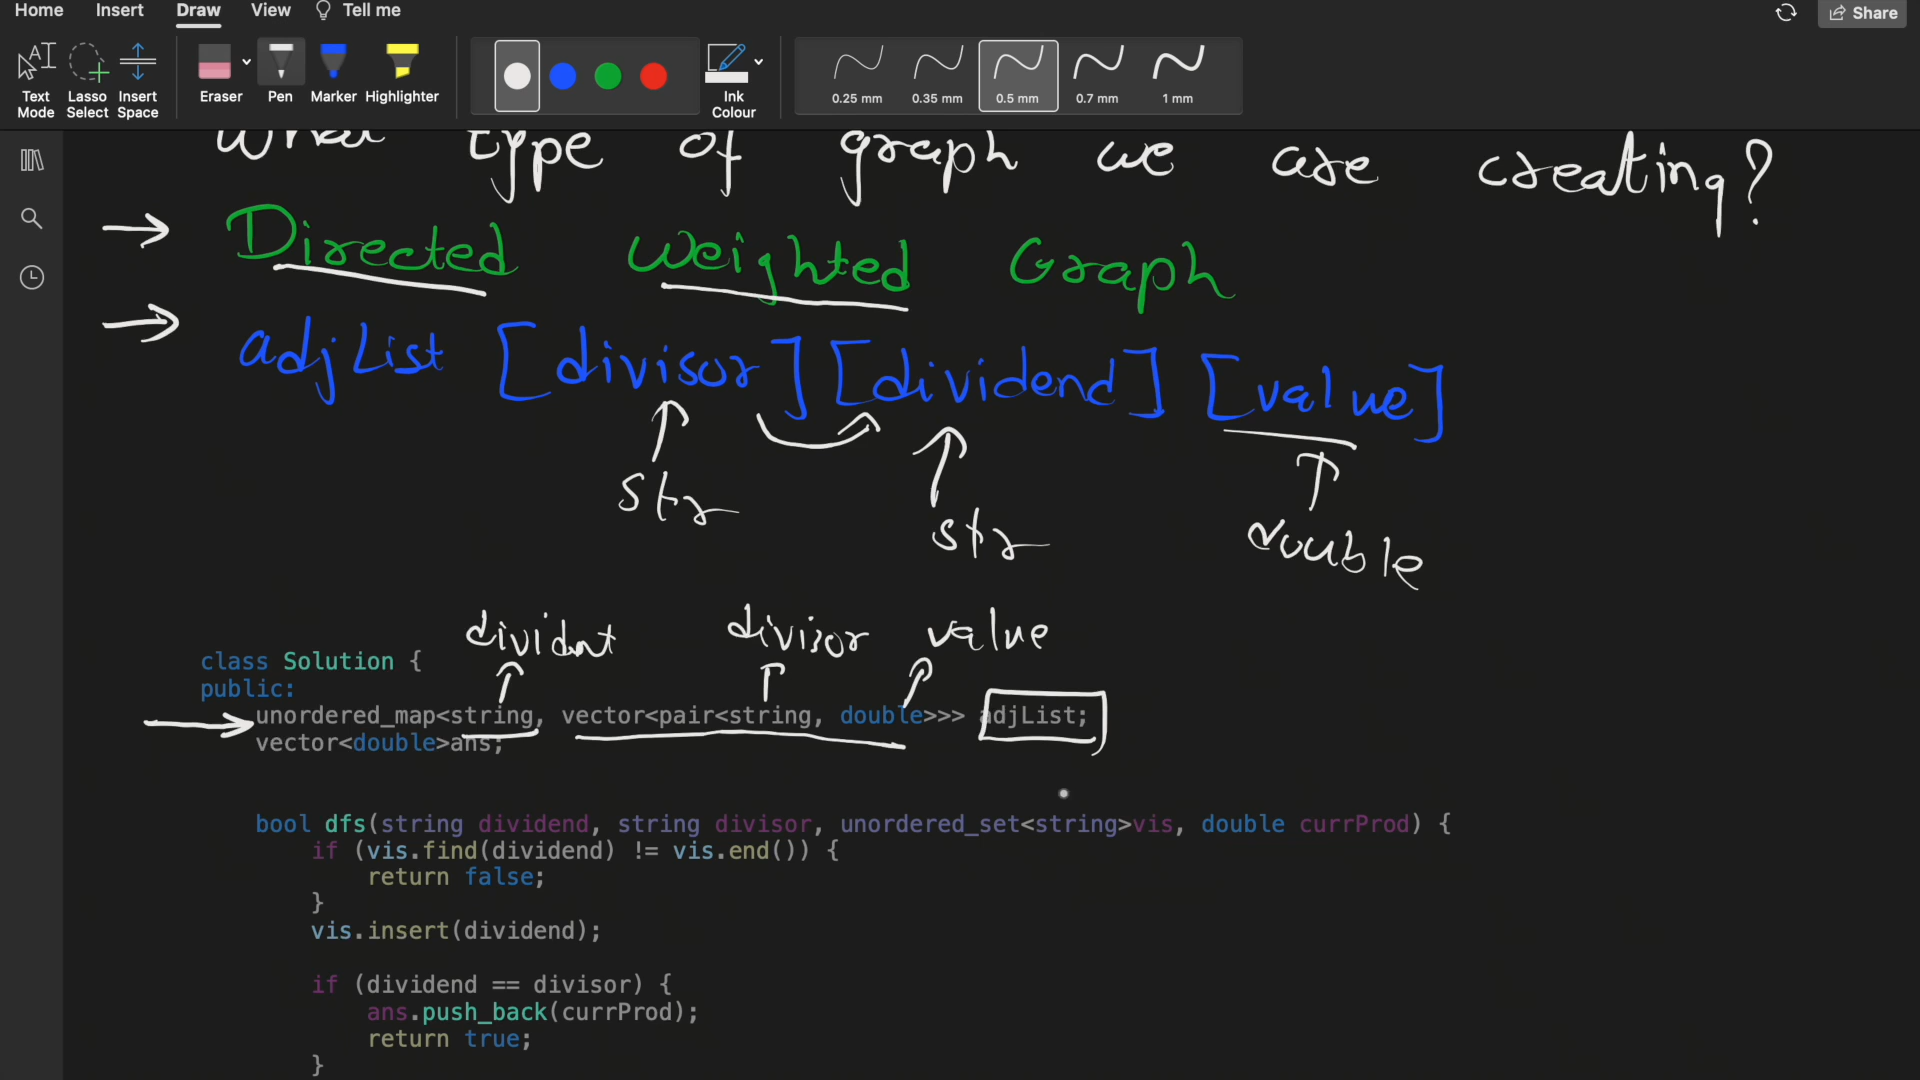 Home Insert Draw View Tell me Share
Text Mode Lasso Select Insert Space Eraser Pen Marker Highlighter Ink Colour 0.25 mm 0.35 mm 0.5 mm 0.7 mm 1 mm
What type of graph we are creating?
→ Directed Weighted Graph
→ adjList [divisor] [dividend] [value]
str str double
dividnt divisor value
class Solution {
public:
unordered_map<string, vector<pair<string, double>>> adjList;
vector<double>ans;
bool dfs(string dividend, string divisor, unordered_set<string>vis, double currProd) {
if (vis.find(dividend) != vis.end()) {
return false;
}
vis.insert(dividend);
if (dividend == divisor) {
ans.push_back(currProd);
return true;
}